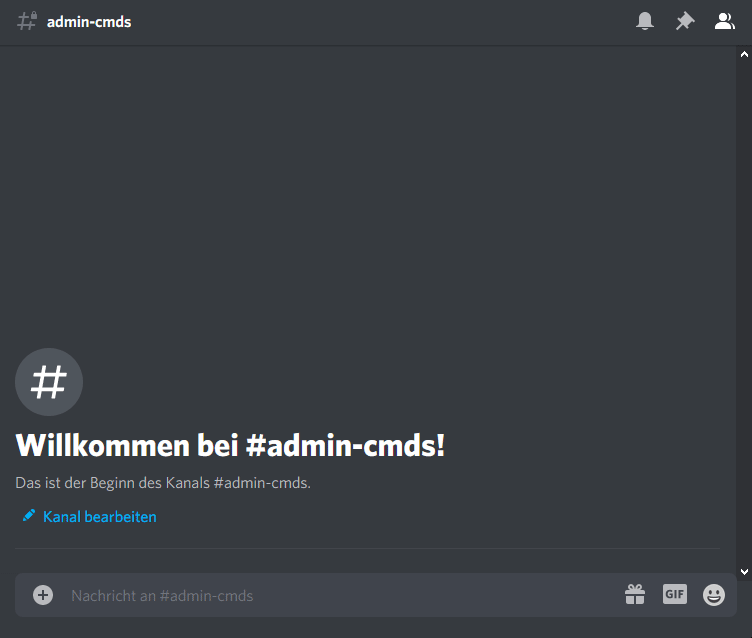 admin-cmds
Willkommen bei #admin-cmds!
Das ist der Beginn des Kanals #admin-cmds.
Kanal bearbeiten
Nachricht an #admin-cmds
GIF